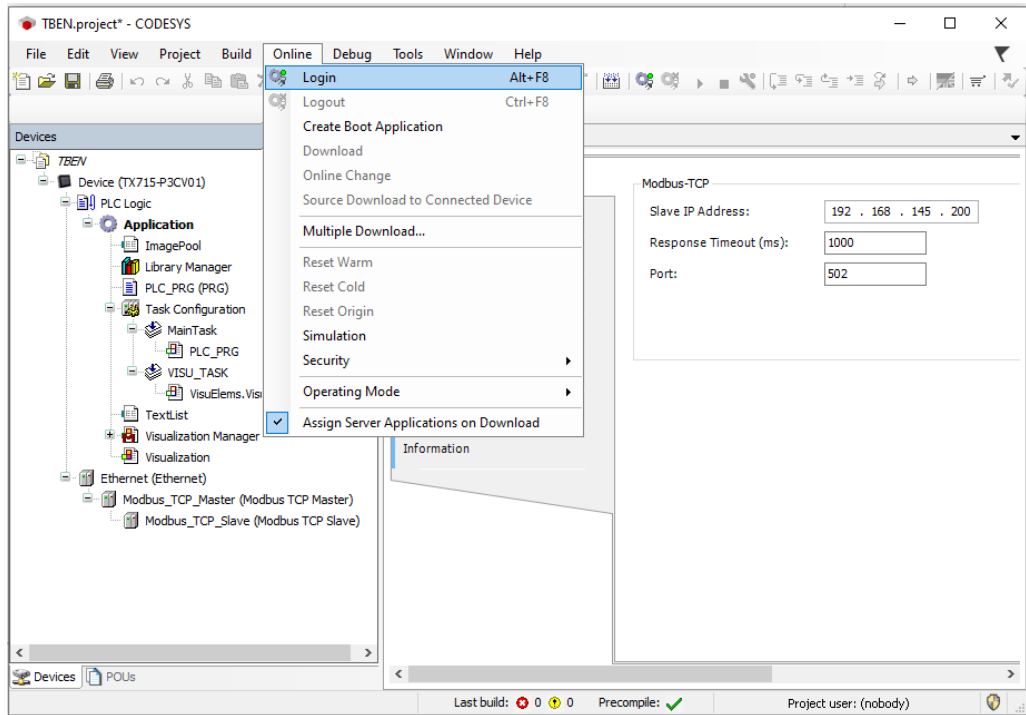 TBEN.project* - CODESYS
File Edit View Project Build Online Debug Tools Window Help
Login Alt+F8
Logout Ctrl+F8
Create Boot Application
Download
Online Change
Source Download to Connected Device
Multiple Download...
Reset Warm
Reset Cold
Reset Origin
Simulation
Security
Operating Mode
Assign Server Applications on Download
Devices
TBEN
Device (TX715-P3CV01)
PLC Logic
Application
ImagePool
Library Manager
PLC_PRG (PRG)
Task Configuration
MainTask
PLC_PRG
VISU_TASK
VisuElems.Visu
TextList
Visualization Manager
Visualization
Ethernet (Ethernet)
Modbus_TCP_Master (Modbus TCP Master)
Modbus_TCP_Slave (Modbus TCP Slave)
Information
Modbus-TCP
Slave IP Address: 192 . 168 . 145 . 200
Response Timeout (ms): 1000
Port: 502
Devices POUs
Last build: 0 0 Precompile: Project user: (nobody)